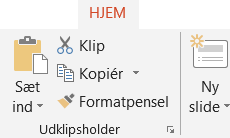 HJEM
Sæt
ind
Klip
Kopiér
Formatpensel
Udklipsholder
Ny
slide